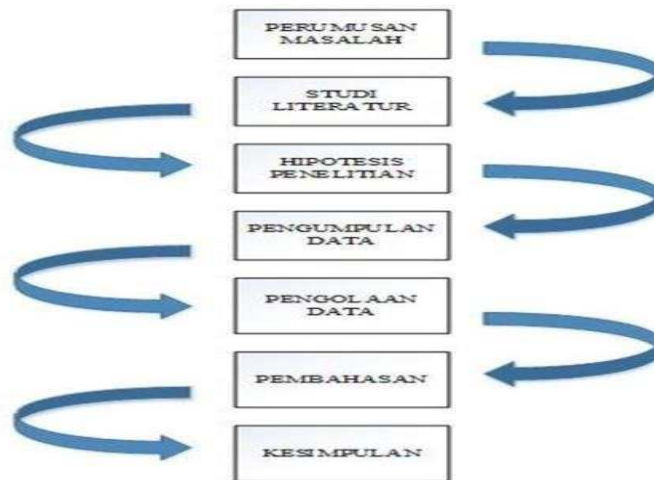 PERUMUSAN
MASALAH
STUDI
LITERATUR
HIPOTESIS
PENELITIAN
PENGUMPULAN
DATA
PENGOLAAN
DATA
PEMBAHASAN
KESIMPULAN